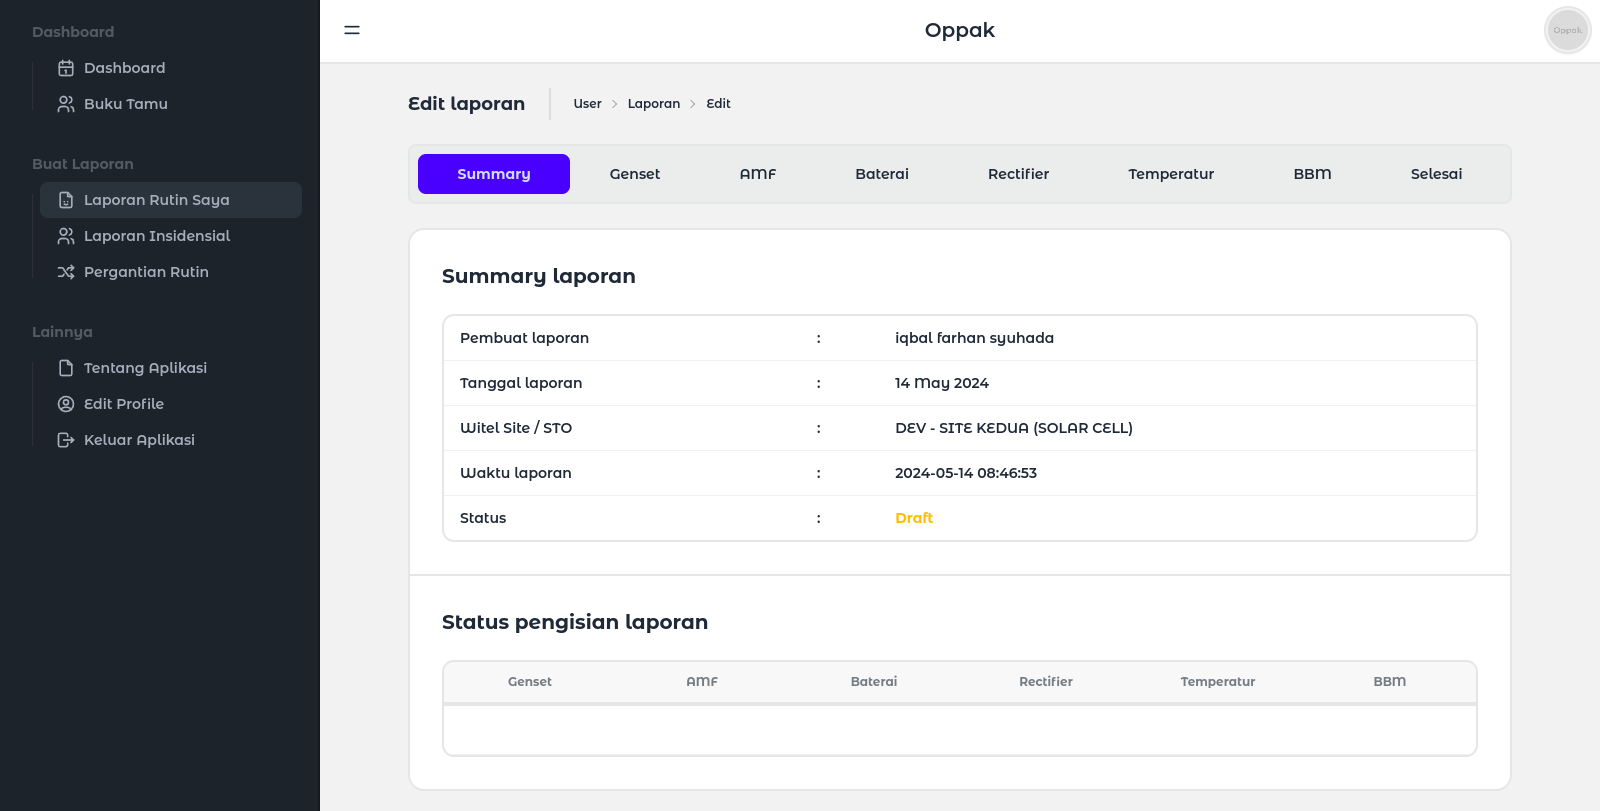 Dashboard
Dashboard
Buku Tamu
Buat Laporan
Laporan Rutin Saya
Laporan Insidensial
Pergantian Rutin
Lainnya
Tentang Aplikasi
Edit Profile
Keluar Aplikasi
Oppak
Oppak
Edit laporan
User > Laporan > Edit
Summary Genset AMF Baterai Rectifier Temperatur BBM Selesai
Summary laporan
Pembuat laporan : iqbal farhan syuhada
Tanggal laporan : 14 May 2024
Witel Site / STO : DEV - SITE KEDUA (SOLAR CELL)
Waktu laporan : 2024-05-14 08:46:53
Status : Draft
Status pengisian laporan
Genset AMF Baterai Rectifier Temperatur BBM